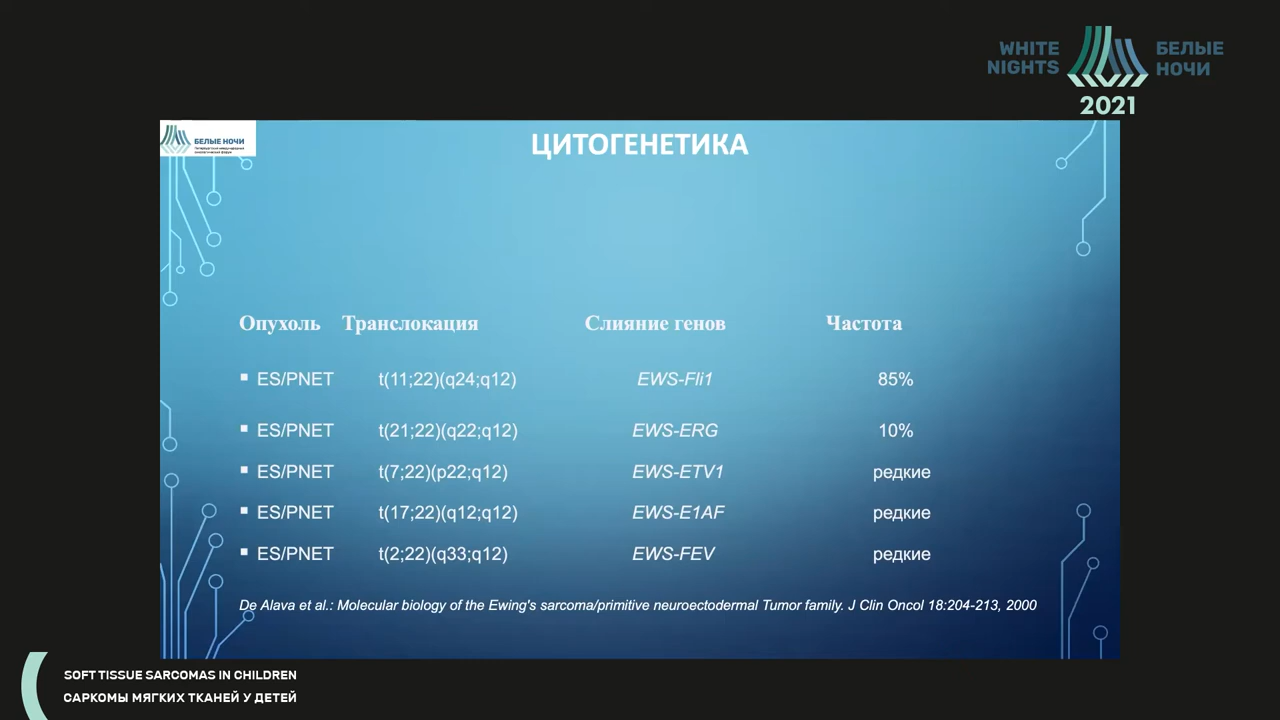 WHITE NIGHTS
БЕЛЫЕ НОЧИ
2021
БЕЛЫЕ НОЧИ
ЦИТОГЕНЕТИКА
Опухоль Транслокация Слияние генов Частота
▪ ES/PNET t(11;22)(q24;q12) EWS-Fli1 85%
▪ ES/PNET t(21;22)(q22;q12) EWS-ERG 10%
▪ ES/PNET t(7;22)(p22;q12) EWS-ETV1 редкие
▪ ES/PNET t(17;22)(q12;q12) EWS-E1AF редкие
▪ ES/PNET t(2;22)(q33;q12) EWS-FEV редкие
De Alava et al.: Molecular biology of the Ewing's sarcoma/primitive neuroectodermal Tumor family. J Clin Oncol 18:204-213, 2000
SOFT TISSUE SARCOMAS IN CHILDREN
САРКОМЫ МЯГКИХ ТКАНЕЙ У ДЕТЕЙ